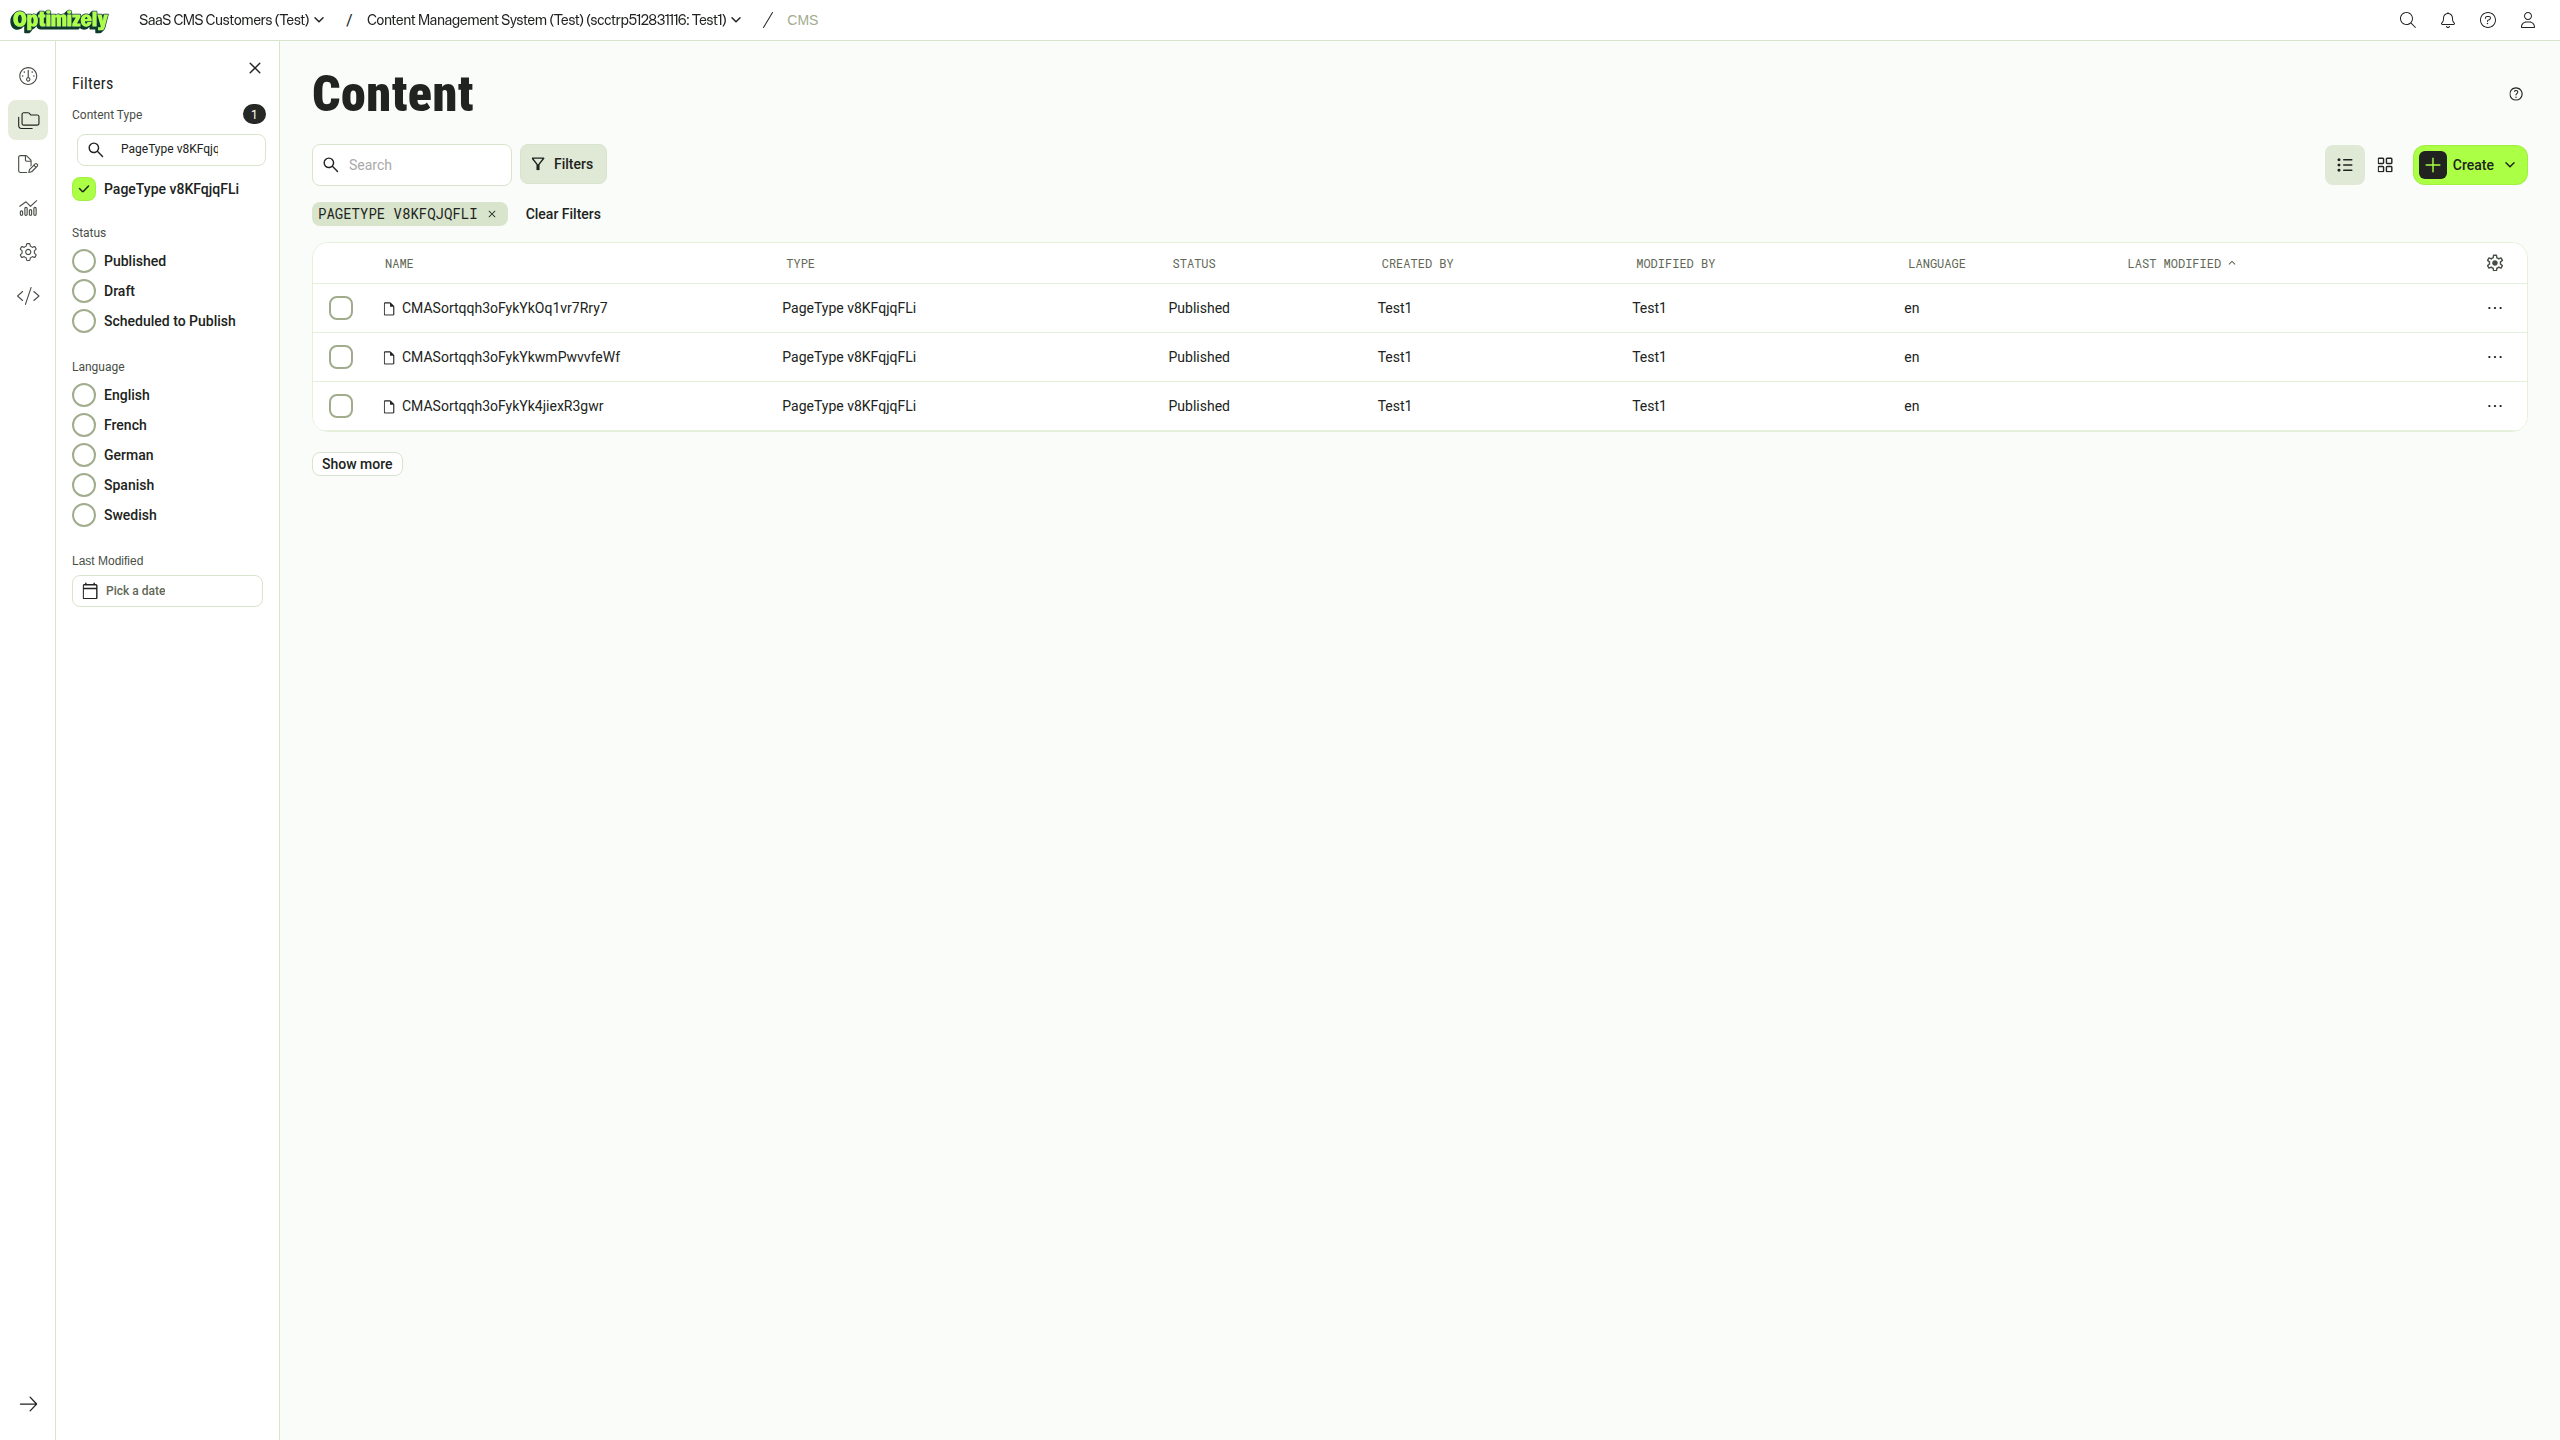 Optimizely
SaaS CMS Customers (Test) / Content Management System (Test) (scctrp512831116: Test1) / CMS
Filters
Content Type 1
PageType v8KFqjq
PageType v8KFqjqFLi
Status
Published
Draft
Scheduled to Publish
Language
English
French
German
Spanish
Swedish
Last Modified
Pick a date
Content
Search Filters Create
PAGETYPE V8KFQJQFLI × Clear Filters
NAME TYPE STATUS CREATED BY MODIFIED BY LANGUAGE LAST MODIFIED
CMASortqqh3oFykYkOq1vr7Rry7 PageType v8KFqjqFLi Published Test1 Test1 en
CMASortqqh3oFykYkwmPwvvfeWf PageType v8KFqjqFLi Published Test1 Test1 en
CMASortqqh3oFykYk4jiexR3gwr PageType v8KFqjqFLi Published Test1 Test1 en
Show more